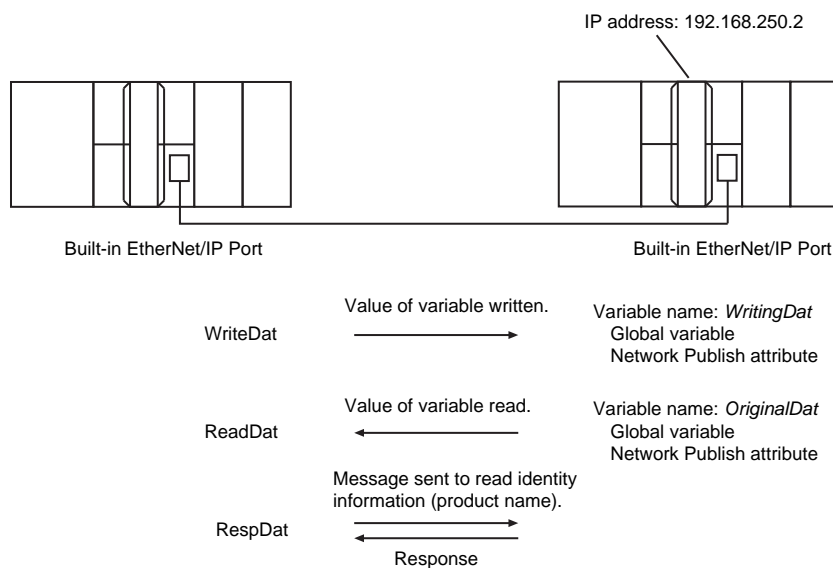 IP address: 192.168.250.2
Built-in EtherNet/IP Port
Built-in EtherNet/IP Port
Value of variable written.
WriteDat
Variable name: WritingDat
Global variable
Network Publish attribute
Value of variable read.
ReadDat
Variable name: OriginalDat
Global variable
Network Publish attribute
Message sent to read identity
information (product name).
RespDat
Response